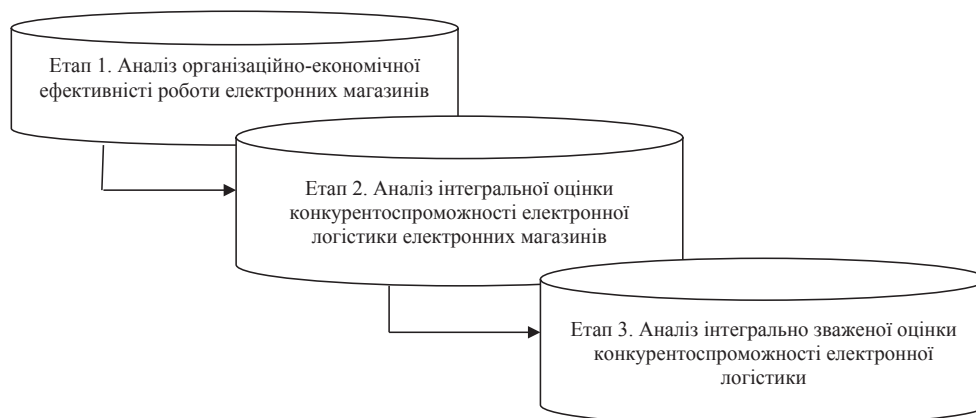 Етап 1. Аналіз організаційно-економічної
ефективністі роботи електронних магазинів
Етап 2. Аналіз інтегральної оцінки
конкурентоспроможності електронної
логістики електронних магазинів
Етап 3. Аналіз інтегрально зваженої оцінки
конкурентоспроможності електронної
логістики